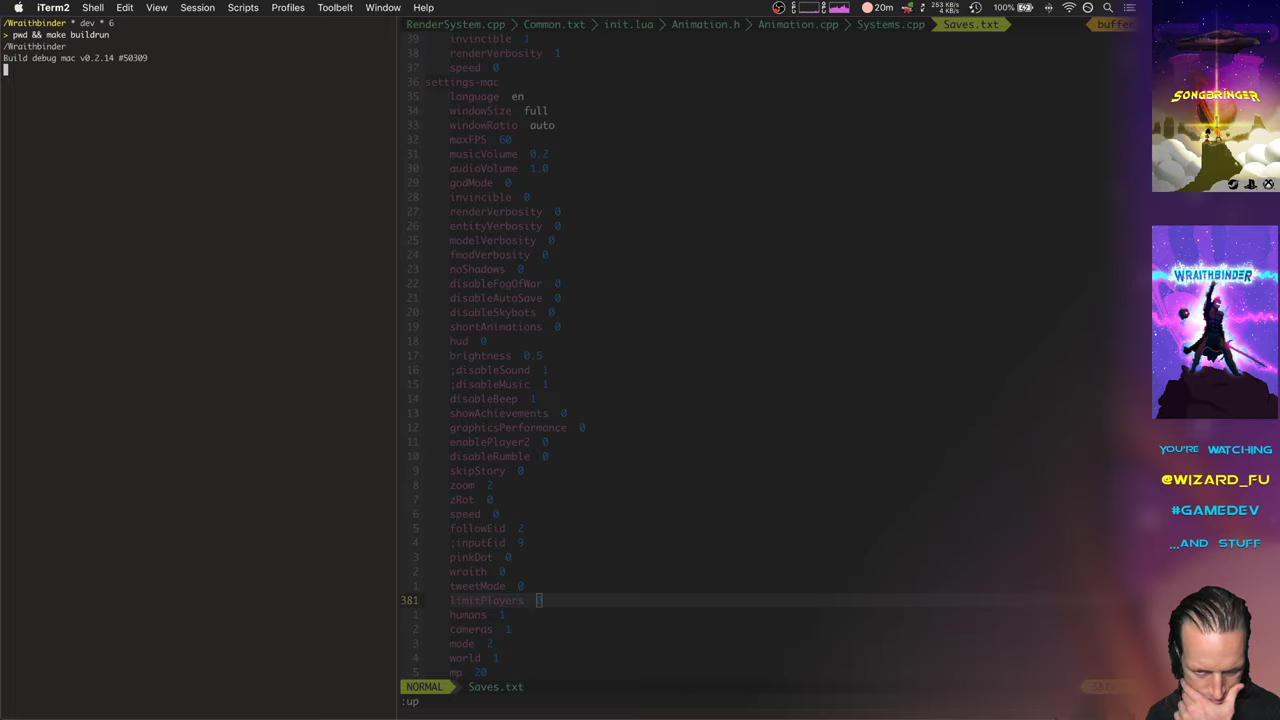 iTerm2 Shell Edit View Session Scripts Profiles Toolbelt Window Help
20m 253 KB/s 100%
/Wraithbinder * dev * 6
> pwd && make buildrun
/Wraithbinder
Build debug mac v0.2.14 #50309
RenderSystem.cpp Common.txt init.lua Animation.h Animation.cpp Systems.cpp Saves.txt buffer
39 invincible 1
38 renderVerbosity 1
37 speed 0
36 settings-mac
35 language en
34 windowSize full
33 windowRatio auto
32 maxFPS 60
31 musicVolume 0.2
30 audioVolume 1.0
29 godMode 0
28 invincible 0
27 renderVerbosity 0
26 entityVerbosity 0
25 modelVerbosity 0
24 fmodVerbosity 0
23 noShadows 0
22 disableFogOfWar 0
21 disableAutoSave 0
20 disableSkybots 0
19 shortAnimations 0
18 hud 0
17 brightness 0.5
16 ;disableSound 1
15 ;disableMusic 1
14 disableBeep 1
13 showAchievements 0
12 graphicsPerformance 0
11 enablePlayer2 0
10 disableRumble 0
9 skipStory 0
8 zoom 2
7 zRot 0
6 speed 0
5 followEid 2
4 ;inputEid 9
3 pinkDot 0
2 wraith 0
1 tweetMode 0
381 limitPlayers 0
1 humans 1
2 cameras 1
3 mode 2
4 world 1
5 mp 20
NORMAL Saves.txt
:up
SONGBRINGER
WRAITHBINDER
YOU'RE WATCHING
@WIZARD_FU
#GAMEDEV
...AND STUFF